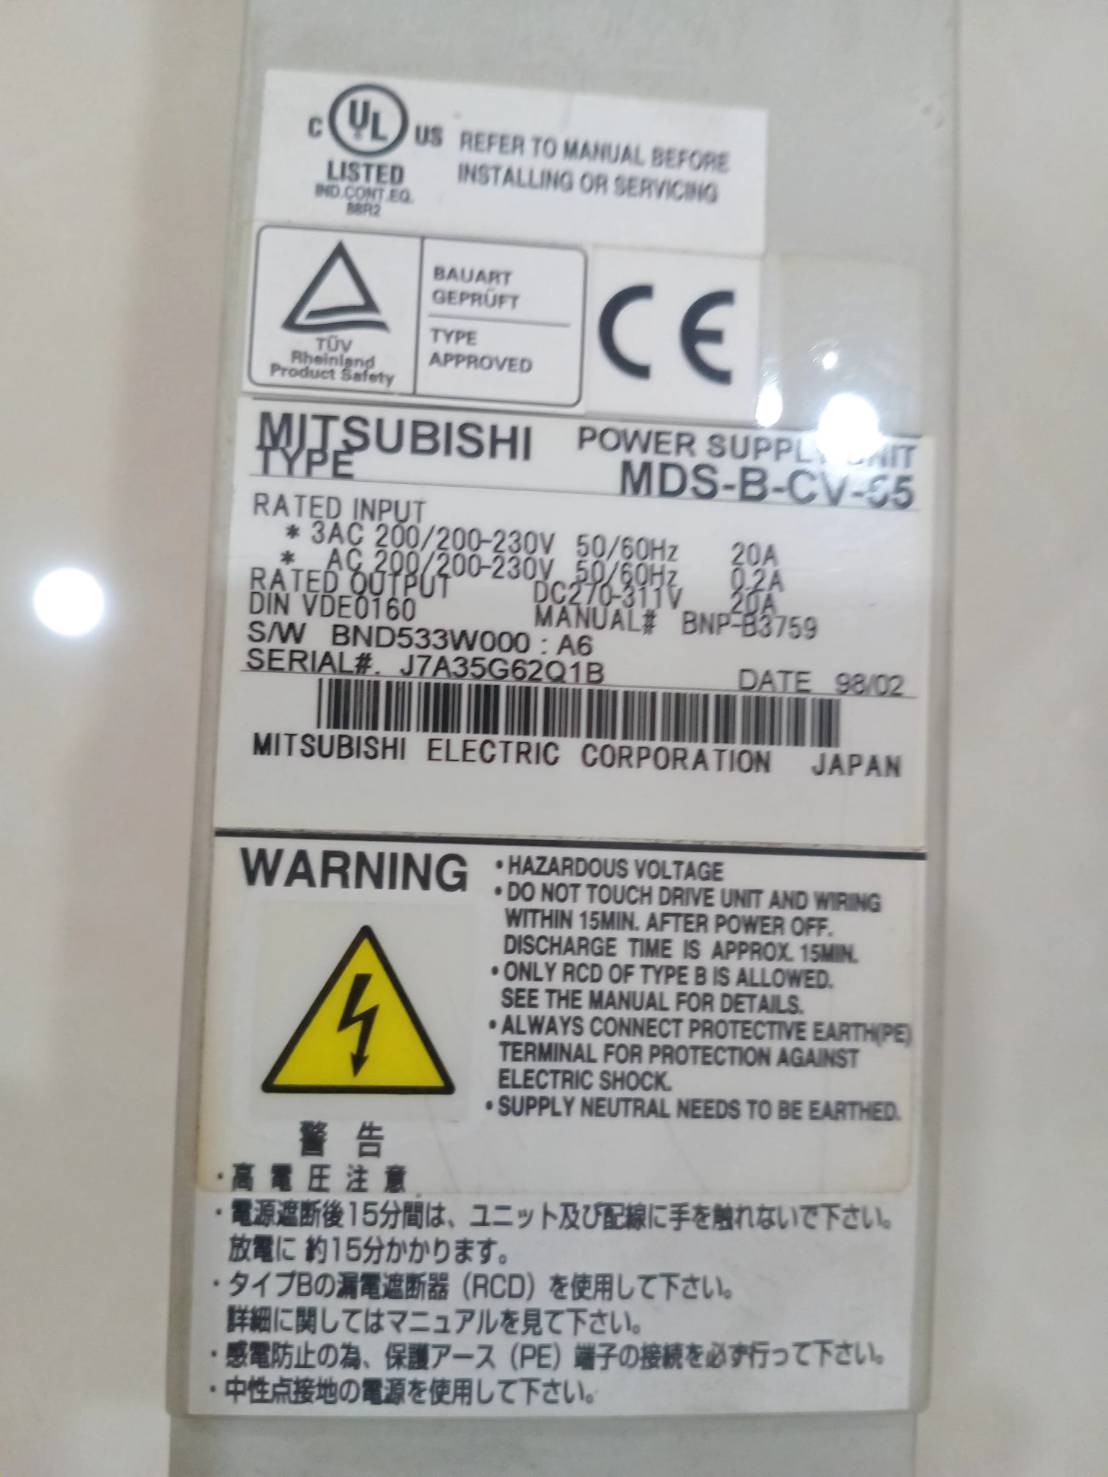 C UL US
LISTED
IND.CONT.EQ.
88R2
REFER TO MANUAL BEFORE
INSTALLING OR SERVICING
TÜV
Rheinland
Product Safety
BAUART
GEPRÜFT
TYPE
APPROVED
CE
MITSUBISHI POWER SUPPLY UNIT
TYPE
RATED INPUT
* 3AC 200/200-230V 50/60Hz 20A
* AC 200/200-230V 50/60Hz 0.2A
RATED OUTPUT DC270-311V 20A
DIN VDE0160 MANUAL# BNP-B3759
S/W BND533W000 : A6
SERIAL#. J7A35G62Q1B DATE 98/02
MITSUBISHI ELECTRIC CORPORATION JAPAN
WARNING
• HAZARDOUS VOLTAGE
• DO NOT TOUCH DRIVE UNIT AND WIRING
WITHIN 15MIN. AFTER POWER OFF.
DISCHARGE TIME IS APPROX. 15MIN.
• ONLY RCD OF TYPE B IS ALLOWED.
SEE THE MANUAL FOR DETAILS.
• ALWAYS CONNECT PROTECTIVE EARTH(PE)
TERMINAL FOR PROTECTION AGAINST
ELECTRIC SHOCK.
• SUPPLY NEUTRAL NEEDS TO BE EARTHED.
警 告
・高 電 圧 注 意
・電源遮断後15分間は、ユニット及び配線に手を触れないで下さい。
放電に 約15分かかります。
・タイプBの漏電遮断器（RCD）を使用して下さい。
詳細に関してはマニュアルを見て下さい。
・感電防止の為、保護アース（PE）端子の接続を必ず行って下さい。
・中性点接地の電源を使用して下さい。